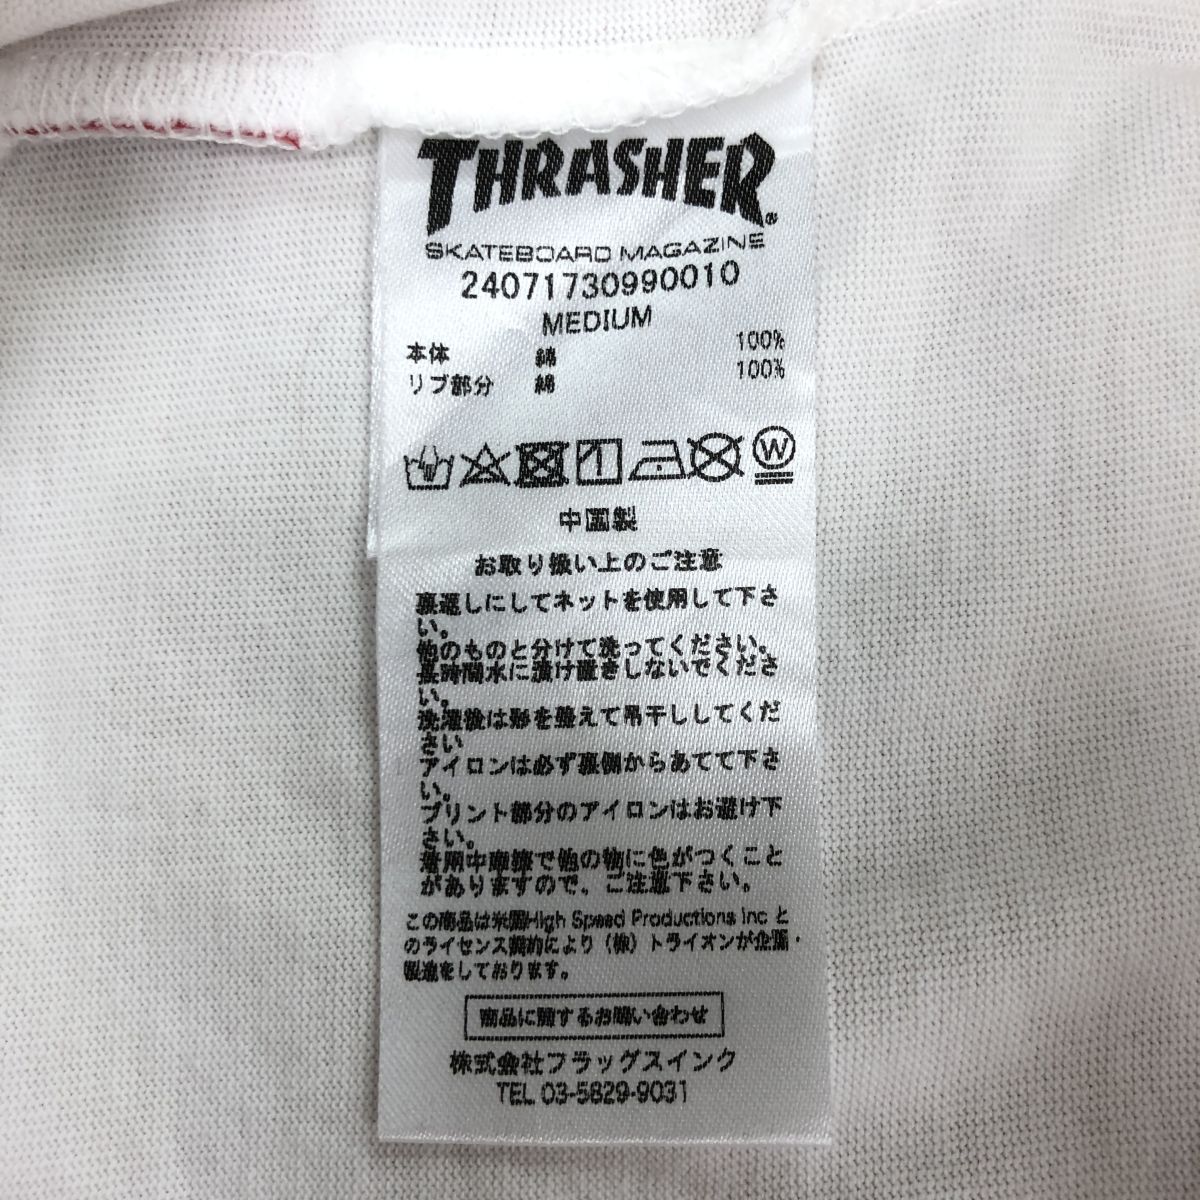 THRASHER®
SKATEBOARD MAGAZINE
24071730990010
MEDIUM
本体 綿 100%
リブ部分 綿 100%
W
中国製
お取り扱い上のご注意
裏返しにしてネットを使用して下さ
い。
他のものと分けて洗ってください。
長時間水に漬け置きしないでくださ
い。
洗濯後は形を整えて吊干ししてくだ
さい
アイロンは必ず裏側からあてて下さ
い。
プリント部分のアイロンはお避け下
さい。
着用中摩擦で他の物に色がつくこと
がありますので、ご注意下さい。
この商品は米国High Speed Productions Inc と
のライセンス契約により（株）トライオンが企画・
製造をしております。
商品に関するお問い合わせ
株式会社フラッグスインク
TEL 03-5829-9031